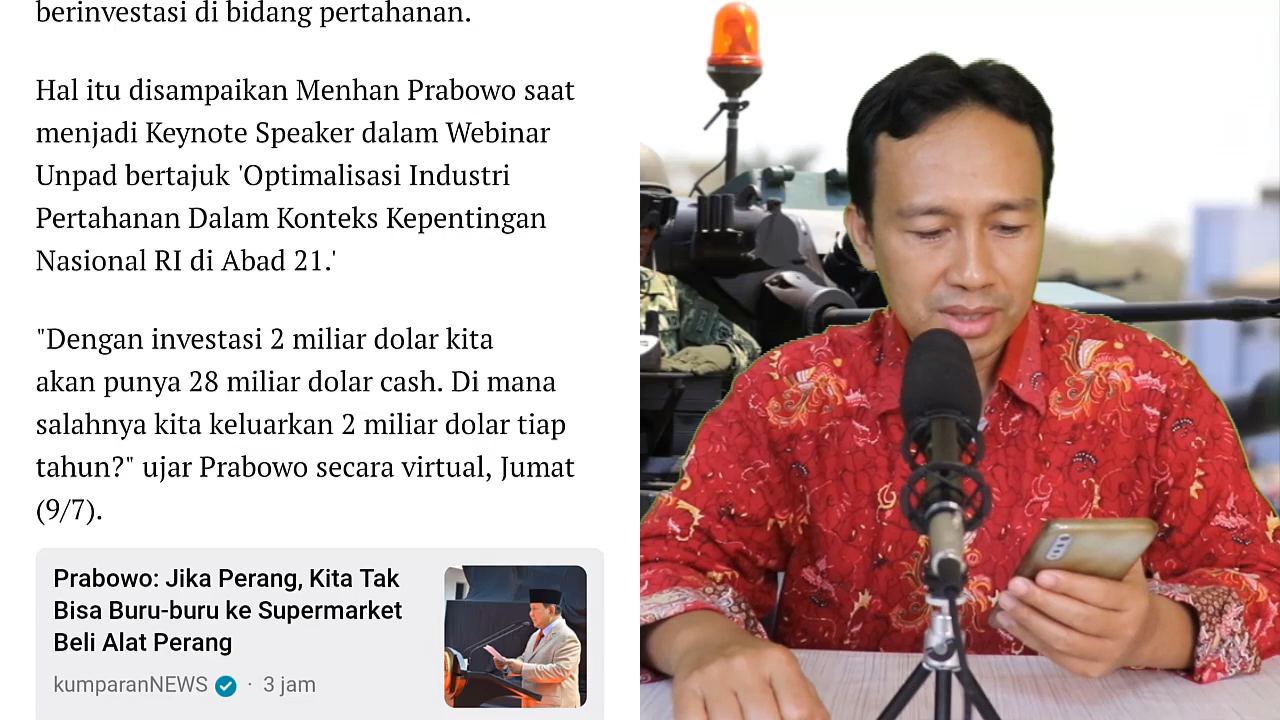 berinvestasi di bidang pertahanan.
Hal itu disampaikan Menhan Prabowo saat
menjadi Keynote Speaker dalam Webinar
Unpad bertajuk 'Optimalisasi Industri
Pertahanan Dalam Konteks Kepentingan
Nasional RI di Abad 21.'
"Dengan investasi 2 miliar dolar kita
akan punya 28 miliar dolar cash. Di mana
salahnya kita keluarkan 2 miliar dolar tiap
tahun?" ujar Prabowo secara virtual, Jumat
(9/7).
Prabowo: Jika Perang, Kita Tak
Bisa Buru-buru ke Supermarket
Beli Alat Perang
kumparanNEWS · 3 jam